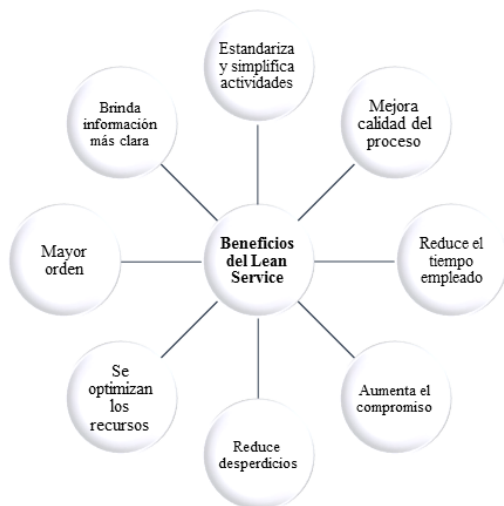 Estandariza
y simplifica
actividades
Mejora
calidad del
proceso
Reduce el
tiempo
empleado
Aumenta el
compromiso
Reduce
desperdicios
Se
optimizan
los
recursos
Mayor
orden
Brinda
información
más clara
Beneficios
del Lean
Service